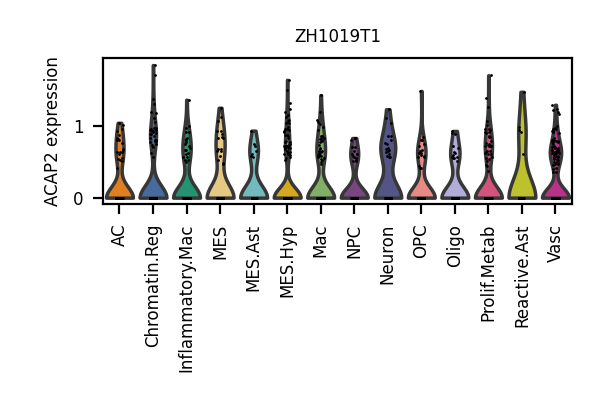 ZH1019T1
ACAP2 expression
1
0
AC
Chromatin.Reg
Inflammatory.Mac
MES
MES.Ast
MES.Hyp
Mac
NPC
Neuron
OPC
Oligo
Prolif.Metab
Reactive.Ast
Vasc